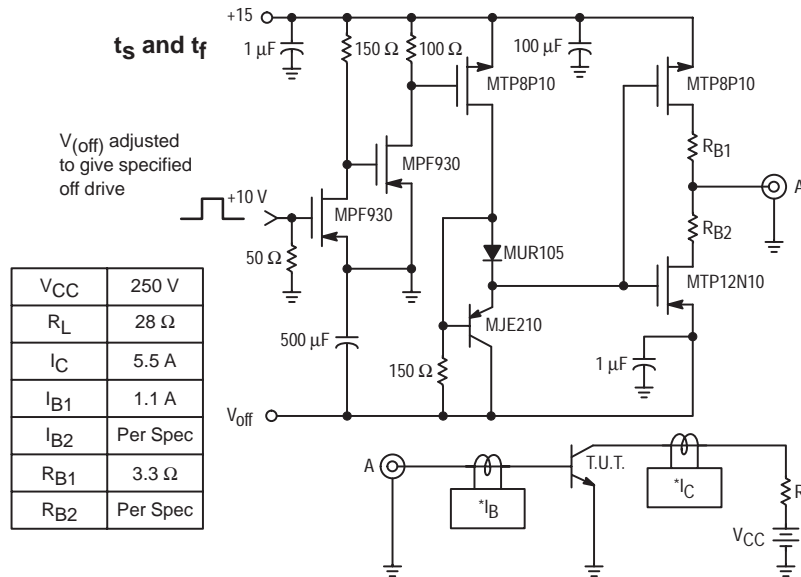 t_s and t_f
+15
1 µF
150 Ω
100 Ω
MTP8P10
100 µF
MTP8P10
V(off) adjusted
to give specified
off drive
+10 V
MPF930
MPF930
50 Ω
R_B1
A
R_B2
MUR105
MTP12N10
MJE210
500 µF
150 Ω
1 µF
V_off
V_CC 250 V
R_L 28 Ω
I_C 5.5 A
I_B1 1.1 A
I_B2 Per Spec
R_B1 3.3 Ω
R_B2 Per Spec
A
*I_B
T.U.T.
*I_C
R
V_CC